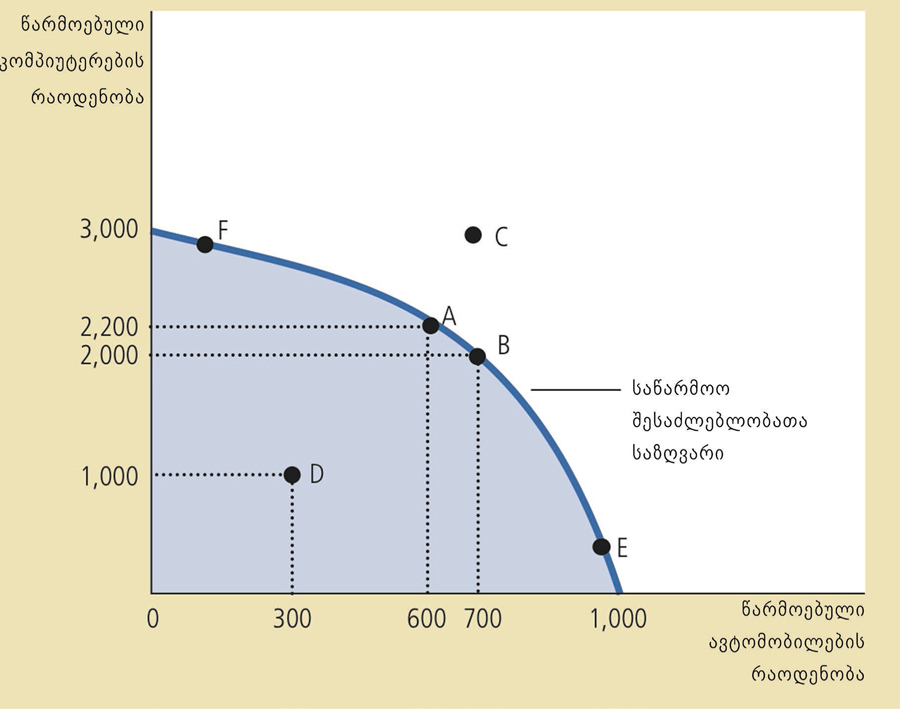 წარმოებული
კომპიუტერების
რაოდენობა
3,000
F
C
2,200
A
2,000
B
საწარმოო
შესაძლებლობათა
საზღვარი
1,000
D
E
0
300
600
700
1,000
წარმოებული
ავტომობილების
რაოდენობა